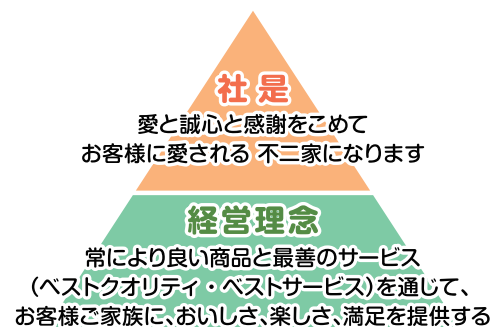 社是
愛と誠心と感謝をこめて
お客様に愛される 不二家になります
経営理念
常により良い商品と最善のサービス
（ベストクオリティ・ベストサービス）を通じて、
お客様ご家族に、おいしさ、楽しさ、満足を提供する